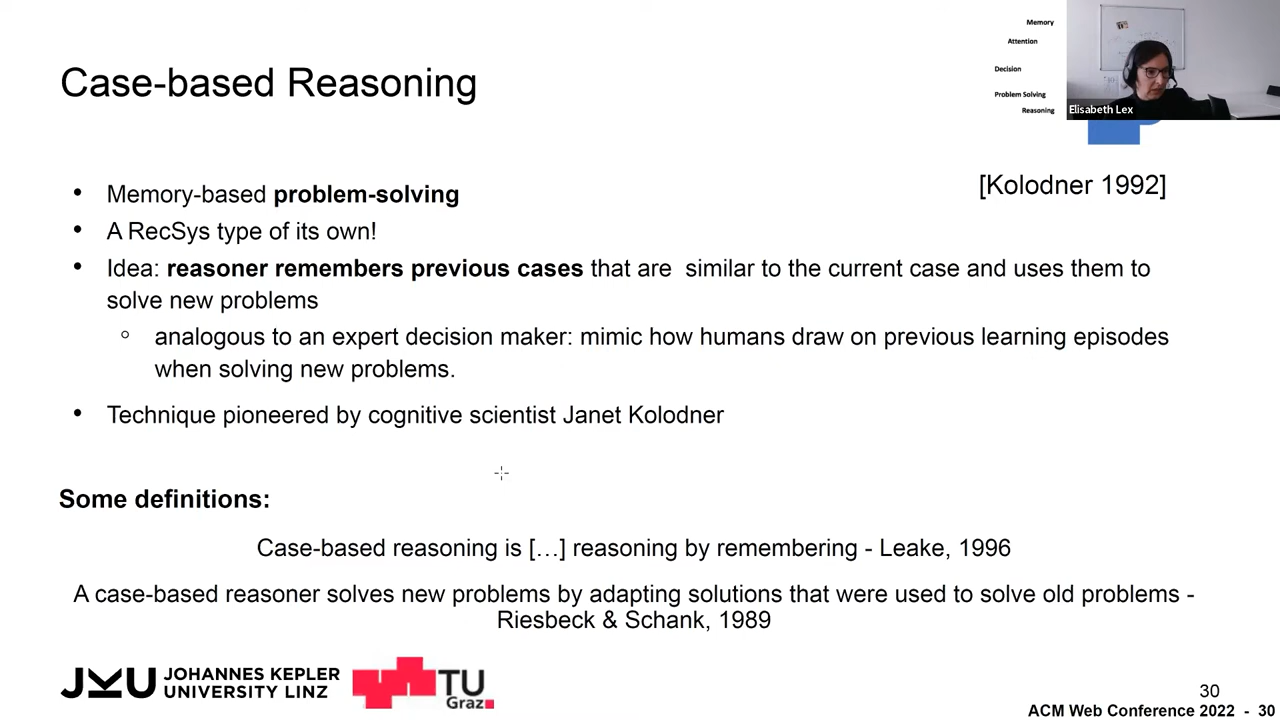 Case-based Reasoning
Memory
Attention
Decision
Problem Solving
Reasoning
Elisabeth Lex
[Kolodner 1992]
• Memory-based problem-solving
• A RecSys type of its own!
• Idea: reasoner remembers previous cases that are similar to the current case and uses them to
solve new problems
○ analogous to an expert decision maker: mimic how humans draw on previous learning episodes
when solving new problems.
• Technique pioneered by cognitive scientist Janet Kolodner
Some definitions:
Case-based reasoning is […] reasoning by remembering - Leake, 1996
A case-based reasoner solves new problems by adapting solutions that were used to solve old problems -
Riesbeck & Schank, 1989
JKU JOHANNES KEPLER
UNIVERSITY LINZ
TU
Graz
30
ACM Web Conference 2022 - 30